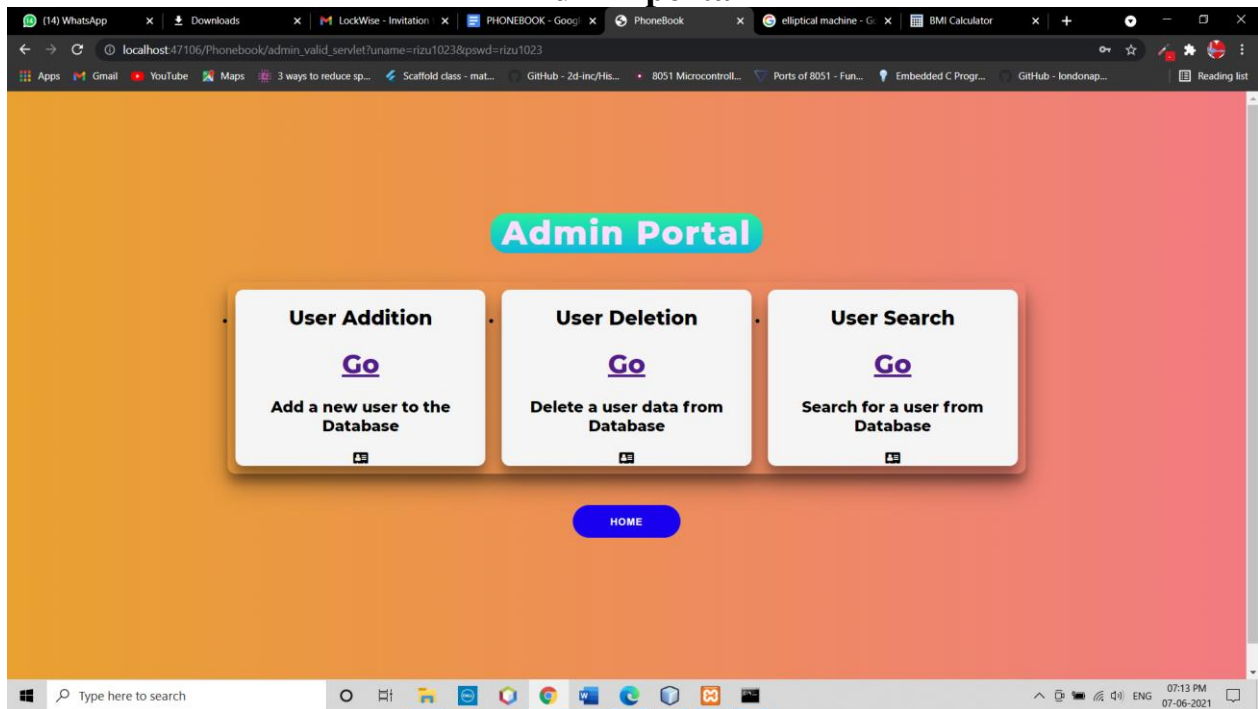 (14) WhatsApp
Downloads
LockWise - Invitation
PHONEBOOK - Googl
PhoneBook
elliptical machine - Go
BMI Calculator
localhost:47106/Phonebook/admin_valid_servlet?uname=rizu1023&pswd=rizu1023
Apps
Gmail
YouTube
Maps
3 ways to reduce sp...
Scaffold class - mat...
GitHub - 2d-inc/His...
8051 Microcontroll...
Ports of 8051 - Fun...
Embedded C Progr...
GitHub - londonap...
Reading list
Admin Portal
User Addition
Go
Add a new user to the
Database
User Deletion
Go
Delete a user data from
Database
User Search
Go
Search for a user from
Database
HOME
Type here to search
ENG
07:13 PM
07-06-2021